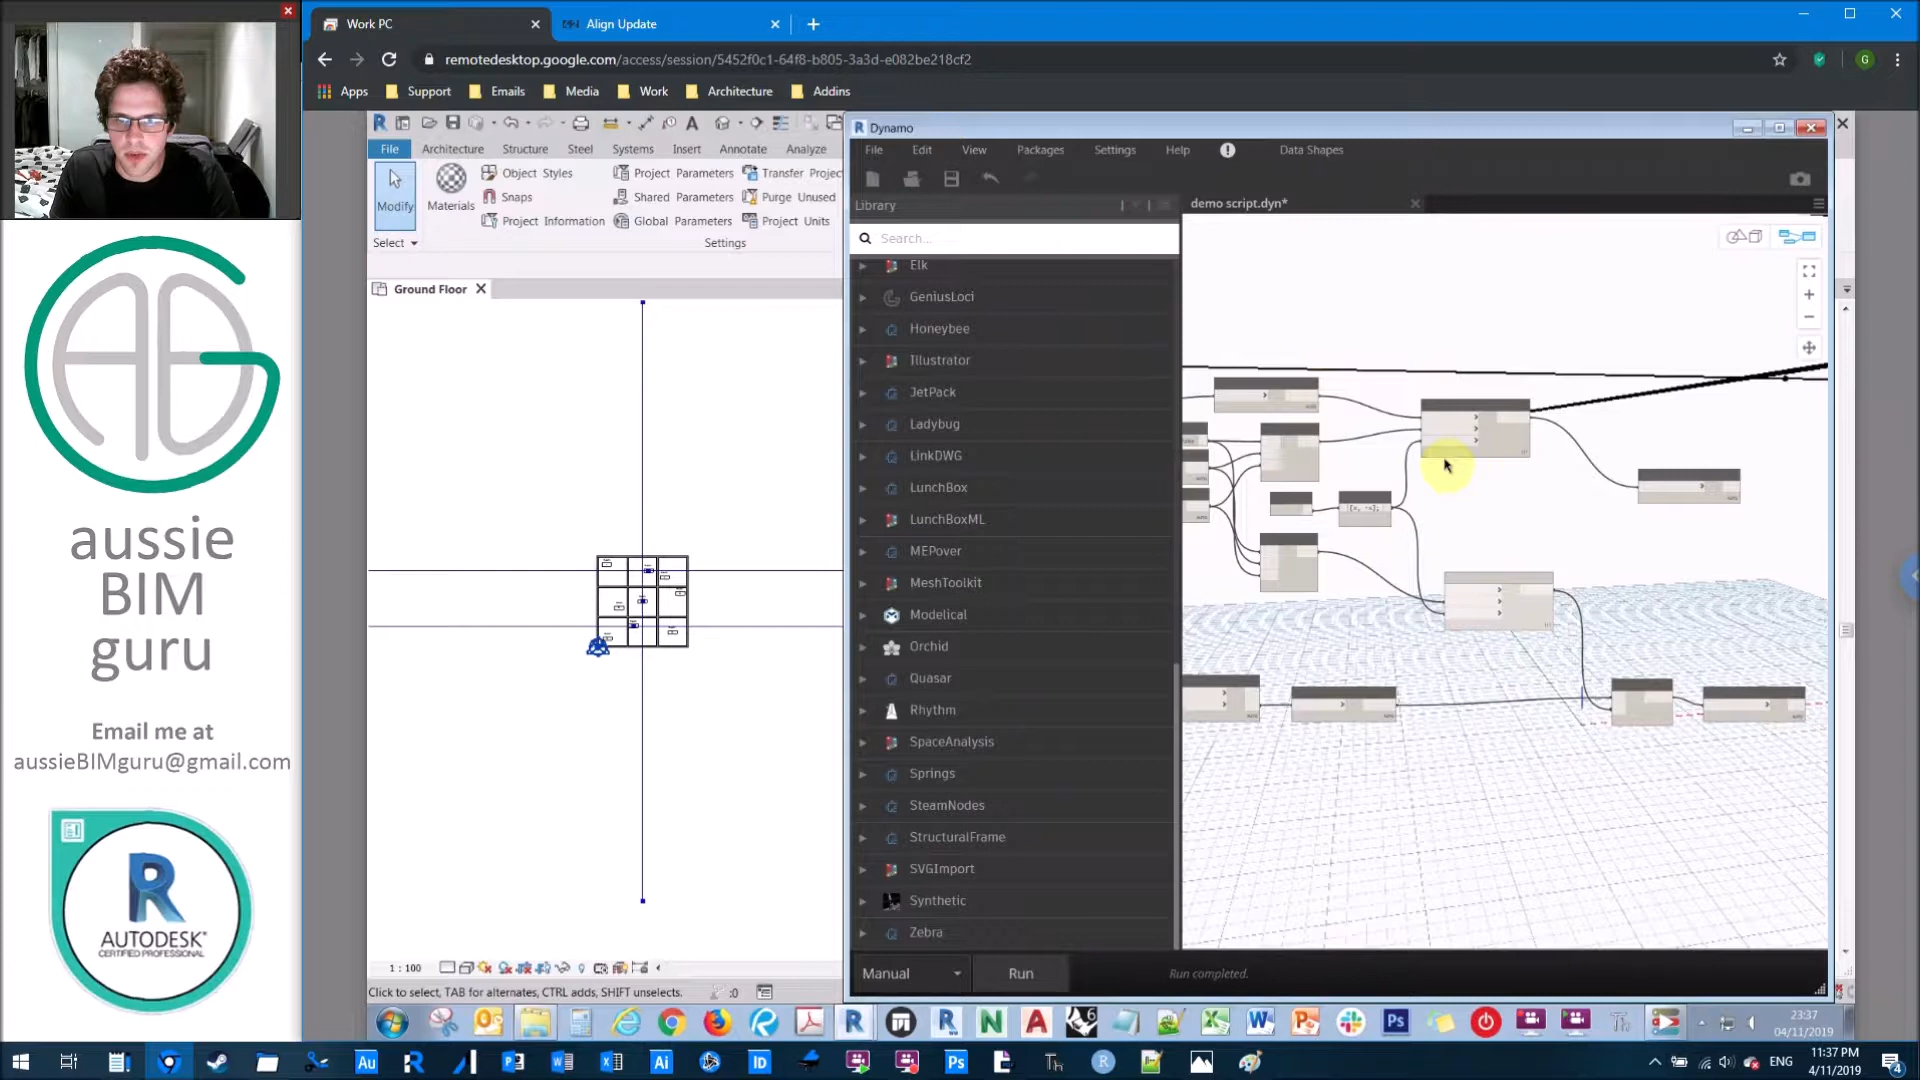 Work PC
Align Update
remotedesktop.google.com/access/session/5452f0c1-64f8-b805-3a3d-e082be218cf2
G
Apps
Support
Emails
Media
Work
Architecture
Addins
File
Architecture
Structure
Steel
Systems
Insert
Annotate
Analyze
Modify
Materials
Object Styles
Snaps
Project Information
Project Parameters
Shared Parameters
Global Parameters
Transfer Projec
Purge Unused
Project Units
Select
Settings
Ground Floor
1 : 100
Click to select, TAB for alternates, CTRL adds, SHIFT unselects.
:0
Dynamo
File
Edit
View
Packages
Settings
Help
Data Shapes
Library
demo script.dyn*
Search...
Elk
GeniusLoci
Honeybee
Illustrator
JetPack
Ladybug
LinkDWG
LunchBox
LunchBoxML
MEPover
MeshToolkit
Modelical
Orchid
Quasar
Rhythm
SpaceAnalysis
Springs
SteamNodes
StructuralFrame
SVGImport
Synthetic
Zebra
Manual
Run
Run completed.
aussie
BIM
guru
Email me at
aussieBIMguru@gmail.com
R
AUTODESK
CERTIFIED PROFESSIONAL
23:37
04/11/2019
ENG
11:37 PM
4/11/2019
4